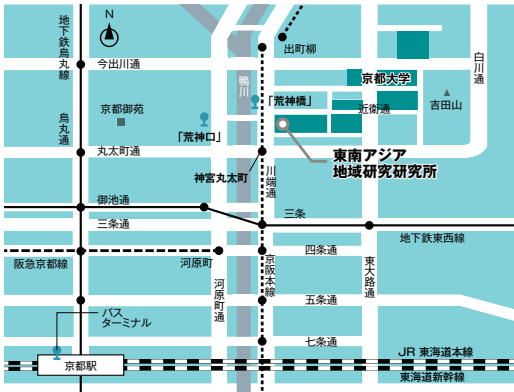 N
地下鉄烏丸線
出町柳
白川通
今出川通
鴨川
京都大学
「荒神橋」
近衛通
吉田山
京都御苑
烏丸通
「荒神口」
丸太町通
東南アジア
地域研究研究所
神宮丸太町
川端通
御池通
三条
三条通
地下鉄東西線
四条通
阪急京都線
河原町
京阪本線
東大路通
河原町通
五条通
バス
ターミナル
七条通
JR 東海道本線
京都駅
東海道新幹線